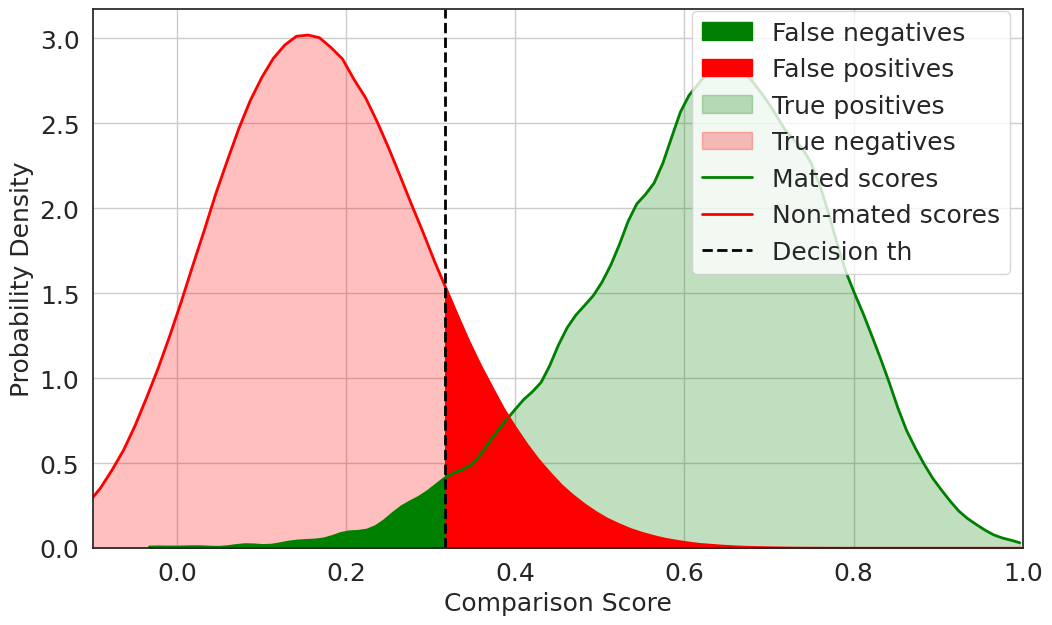 3.0
2.5
2.0
1.5
1.0
0.5
0.0
Probability Density
False negatives
False positives
True positives
True negatives
Mated scores
Non-mated scores
Decision th
0.0 0.2 0.4 0.6 0.8 1.0
Comparison Score